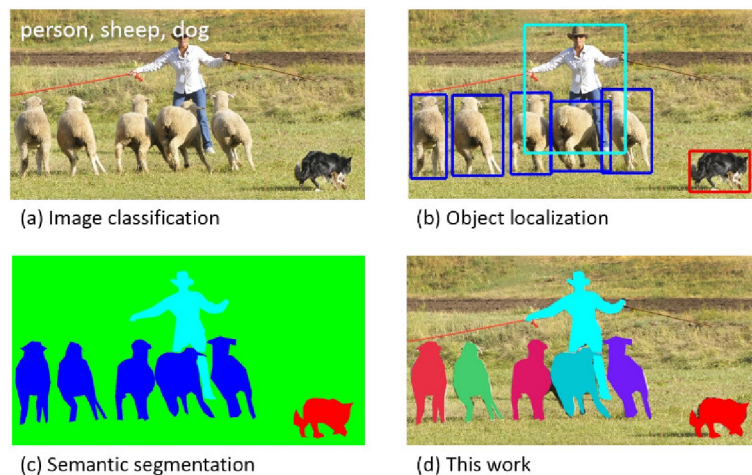 person, sheep, dog
(a) Image classification
(b) Object localization
(c) Semantic segmentation
(d) This work